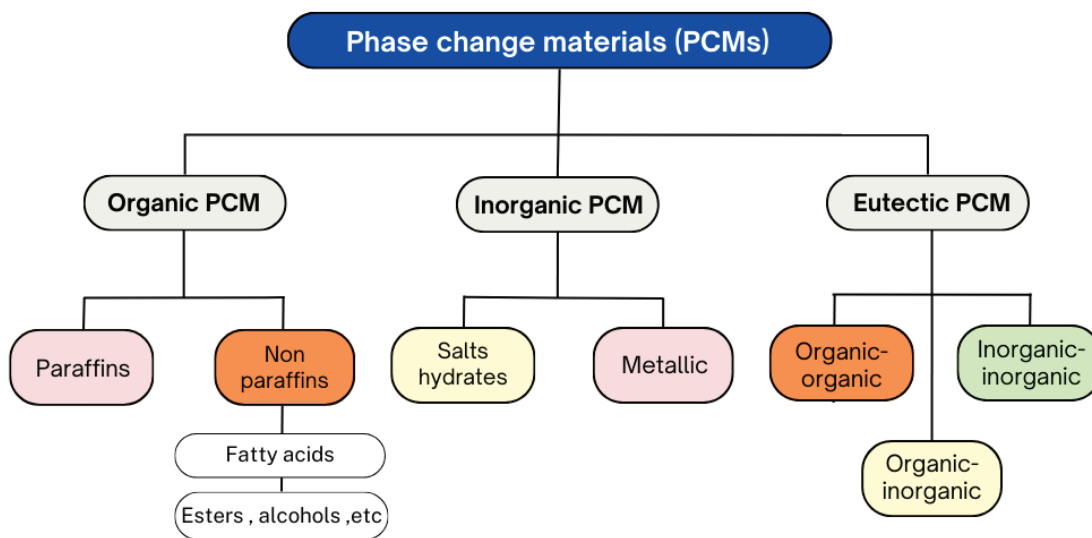 Phase change materials (PCMs)
Organic PCM
Inorganic PCM
Eutectic PCM
Paraffins
Non
paraffins
Salts
hydrates
Metallic
Organic-
organic
Inorganic-
inorganic
Fatty acids
Organic-
inorganic
Esters , alcohols ,etc